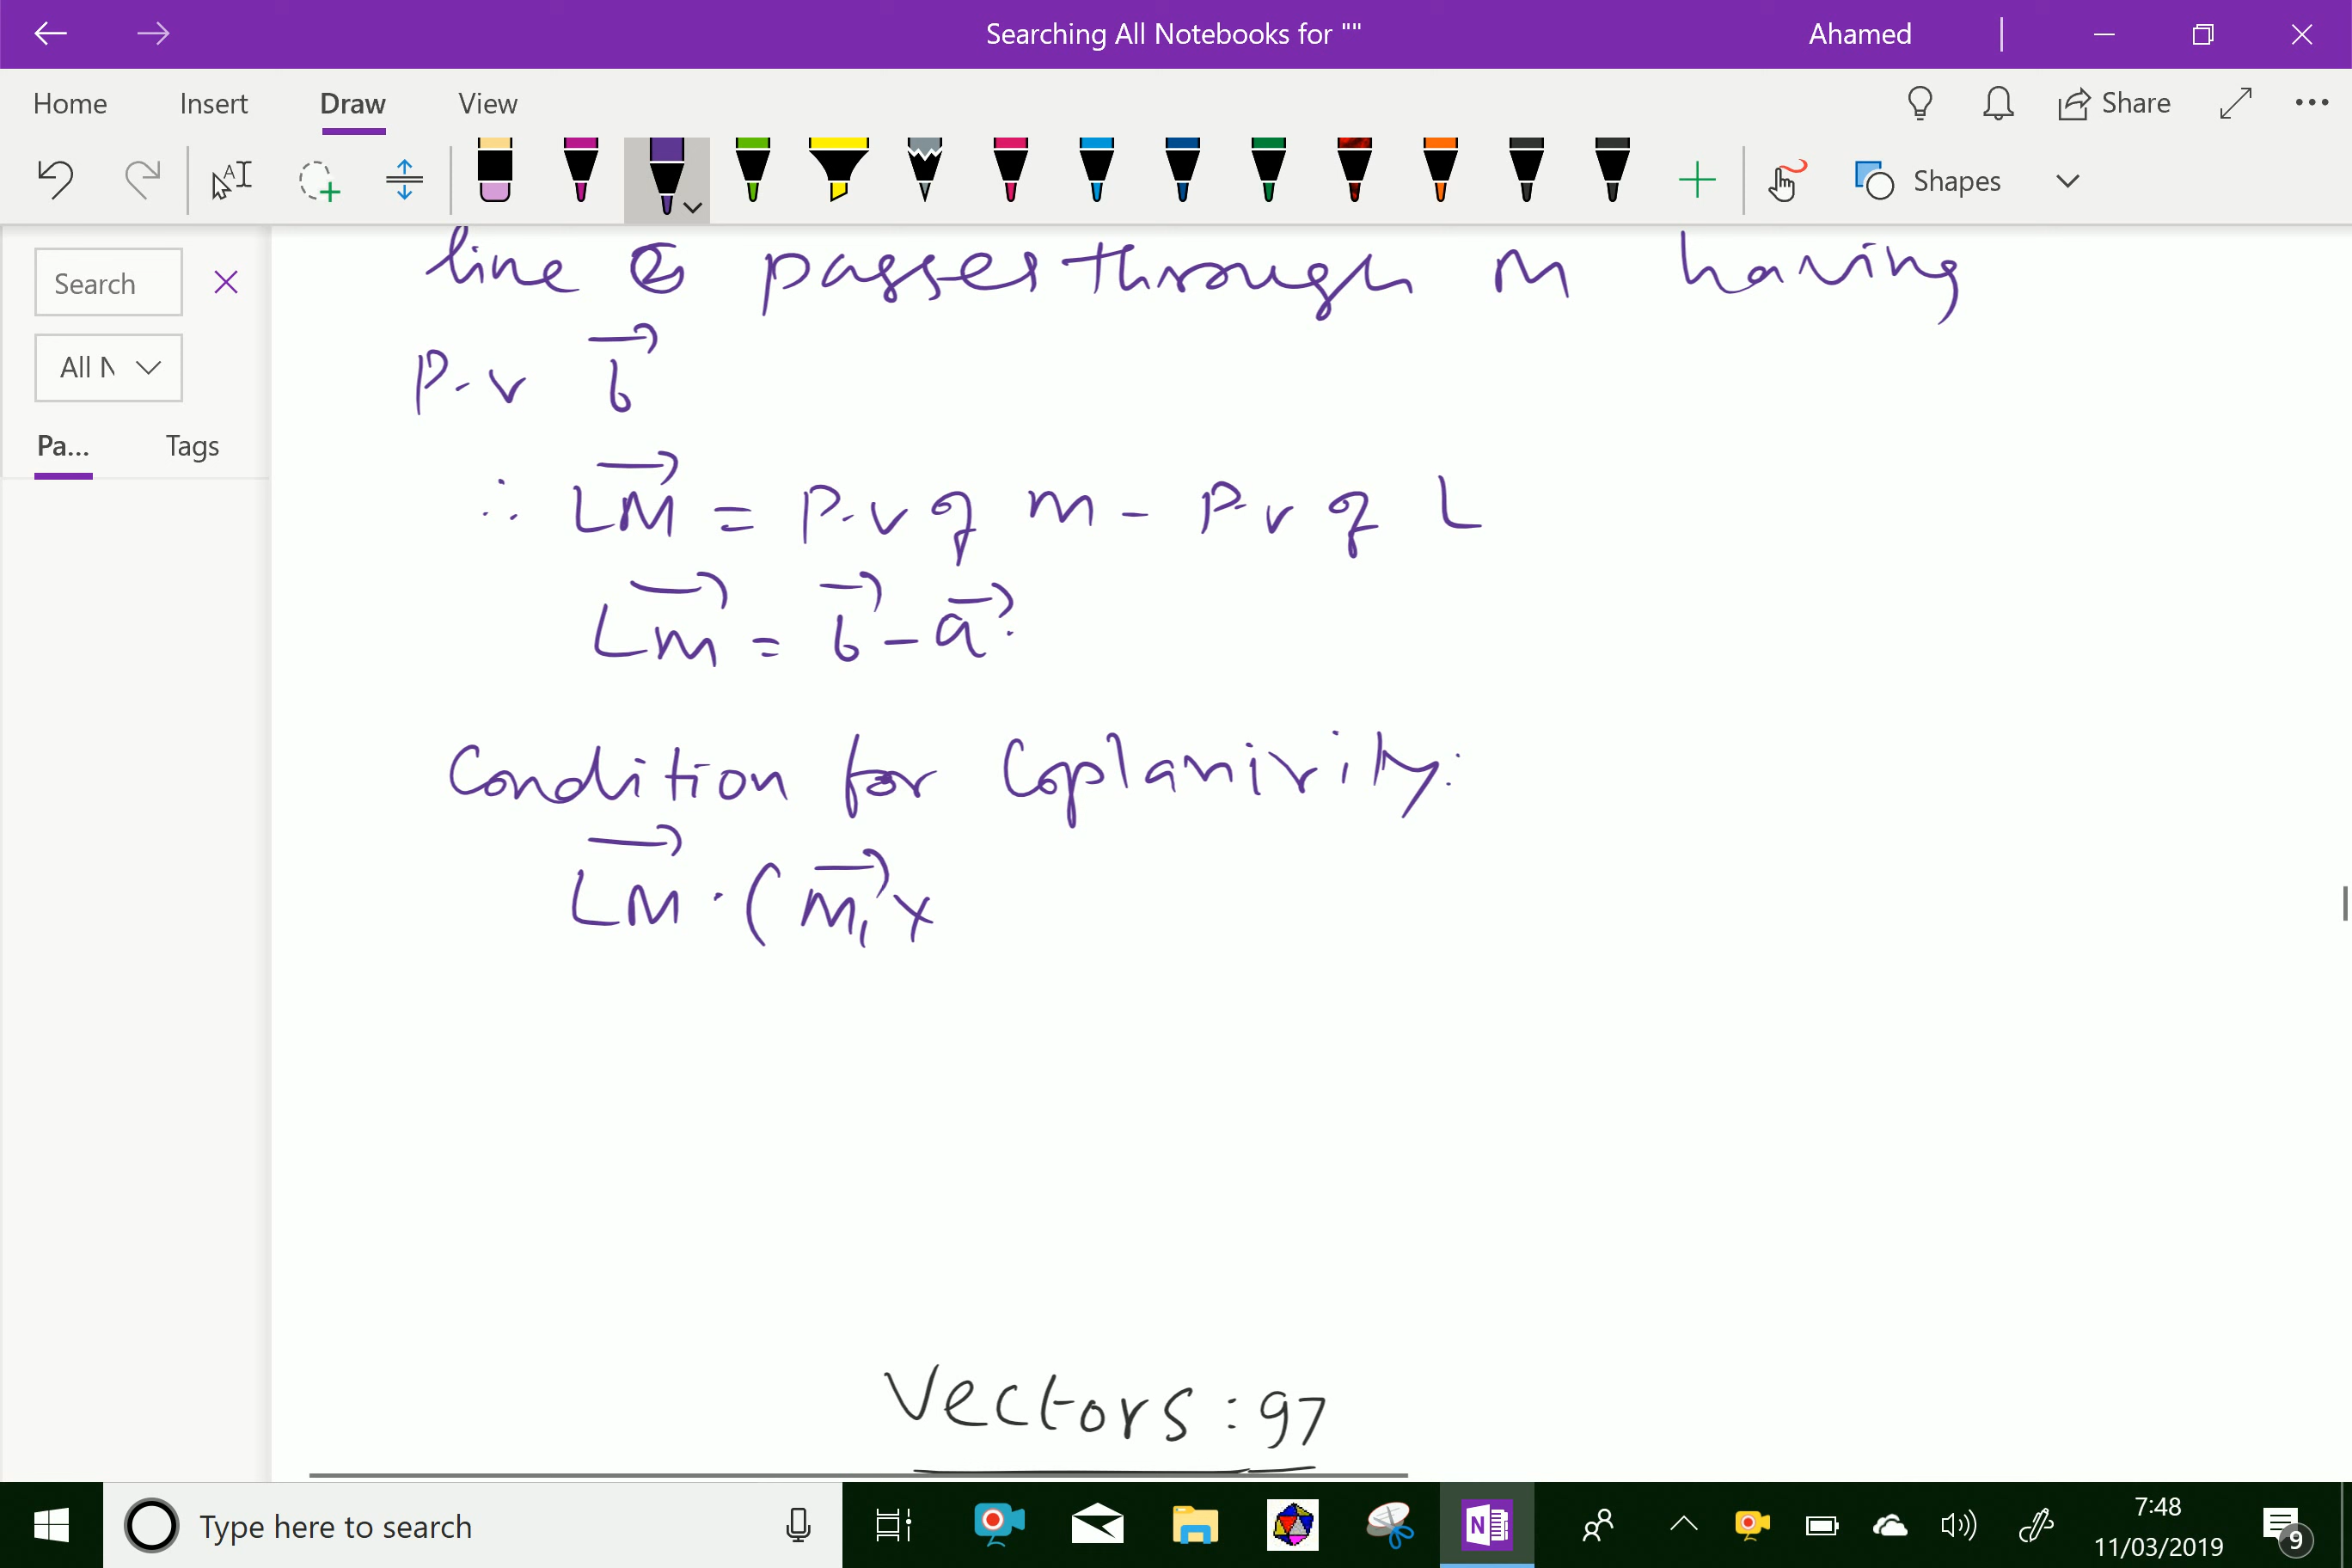 Searching All Notebooks for ""
Ahamed
Home Insert Draw View
Share
Shapes
Search
All N
Pa... Tags
line passes through M having
P.v b⃗
∴ LM⃗ = P.v of M - P.v of L
LM⃗ = b⃗ - a⃗
Condition for Coplanirity:
LM⃗ · ( m⃗₁ ×
Vectors: 97
Type here to search
N
7:48
11/03/2019
9